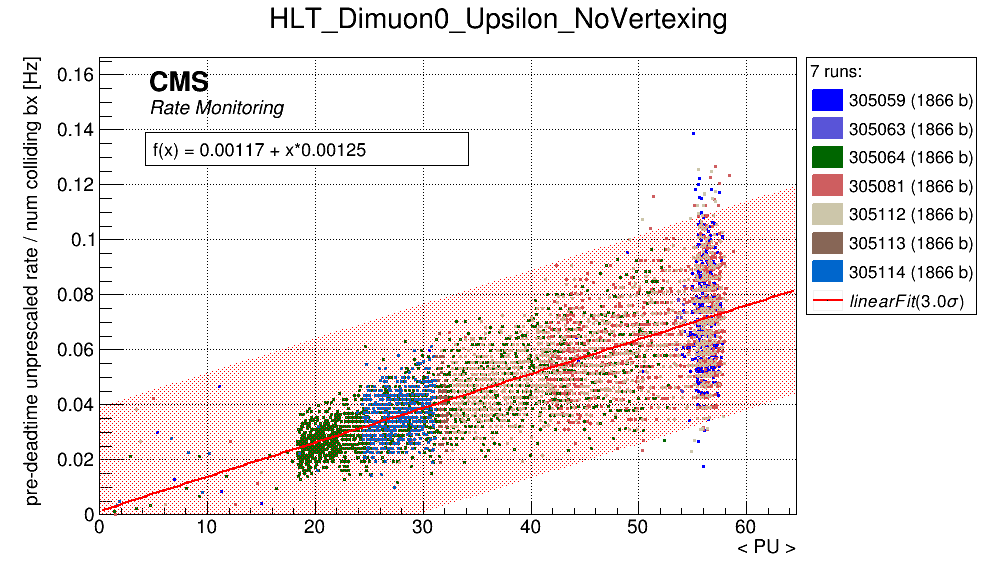 HLT_Dimuon0_Upsilon_NoVertexing
pre-deadtime unprescaled rate / num colliding bx [Hz]
0.16
0.14
0.12
0.1
0.08
0.06
0.04
0.02
0
CMS
Rate Monitoring
f(x) = 0.00117 + x*0.00125
0 10 20 30 40 50 60
< PU >
7 runs:
305059 (1866 b)
305063 (1866 b)
305064 (1866 b)
305081 (1866 b)
305112 (1866 b)
305113 (1866 b)
305114 (1866 b)
linearFit(3.0σ)